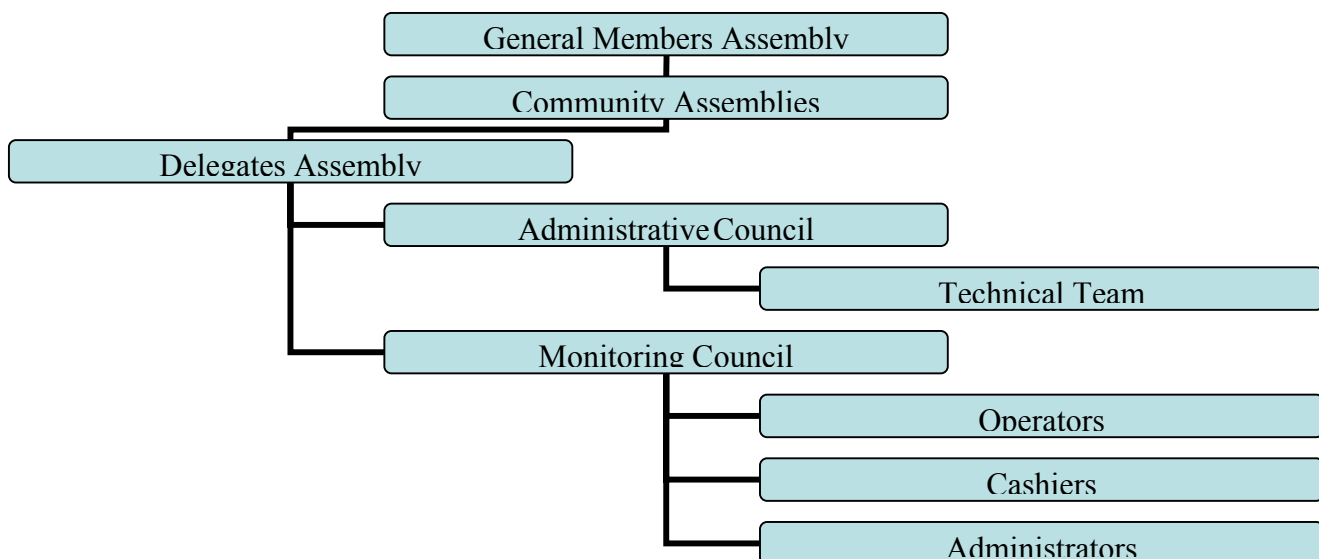 General Members Assembly
Community Assemblies
Delegates Assembly
Administrative Council
Technical Team
Monitoring Council
Operators
Cashiers
Administrators